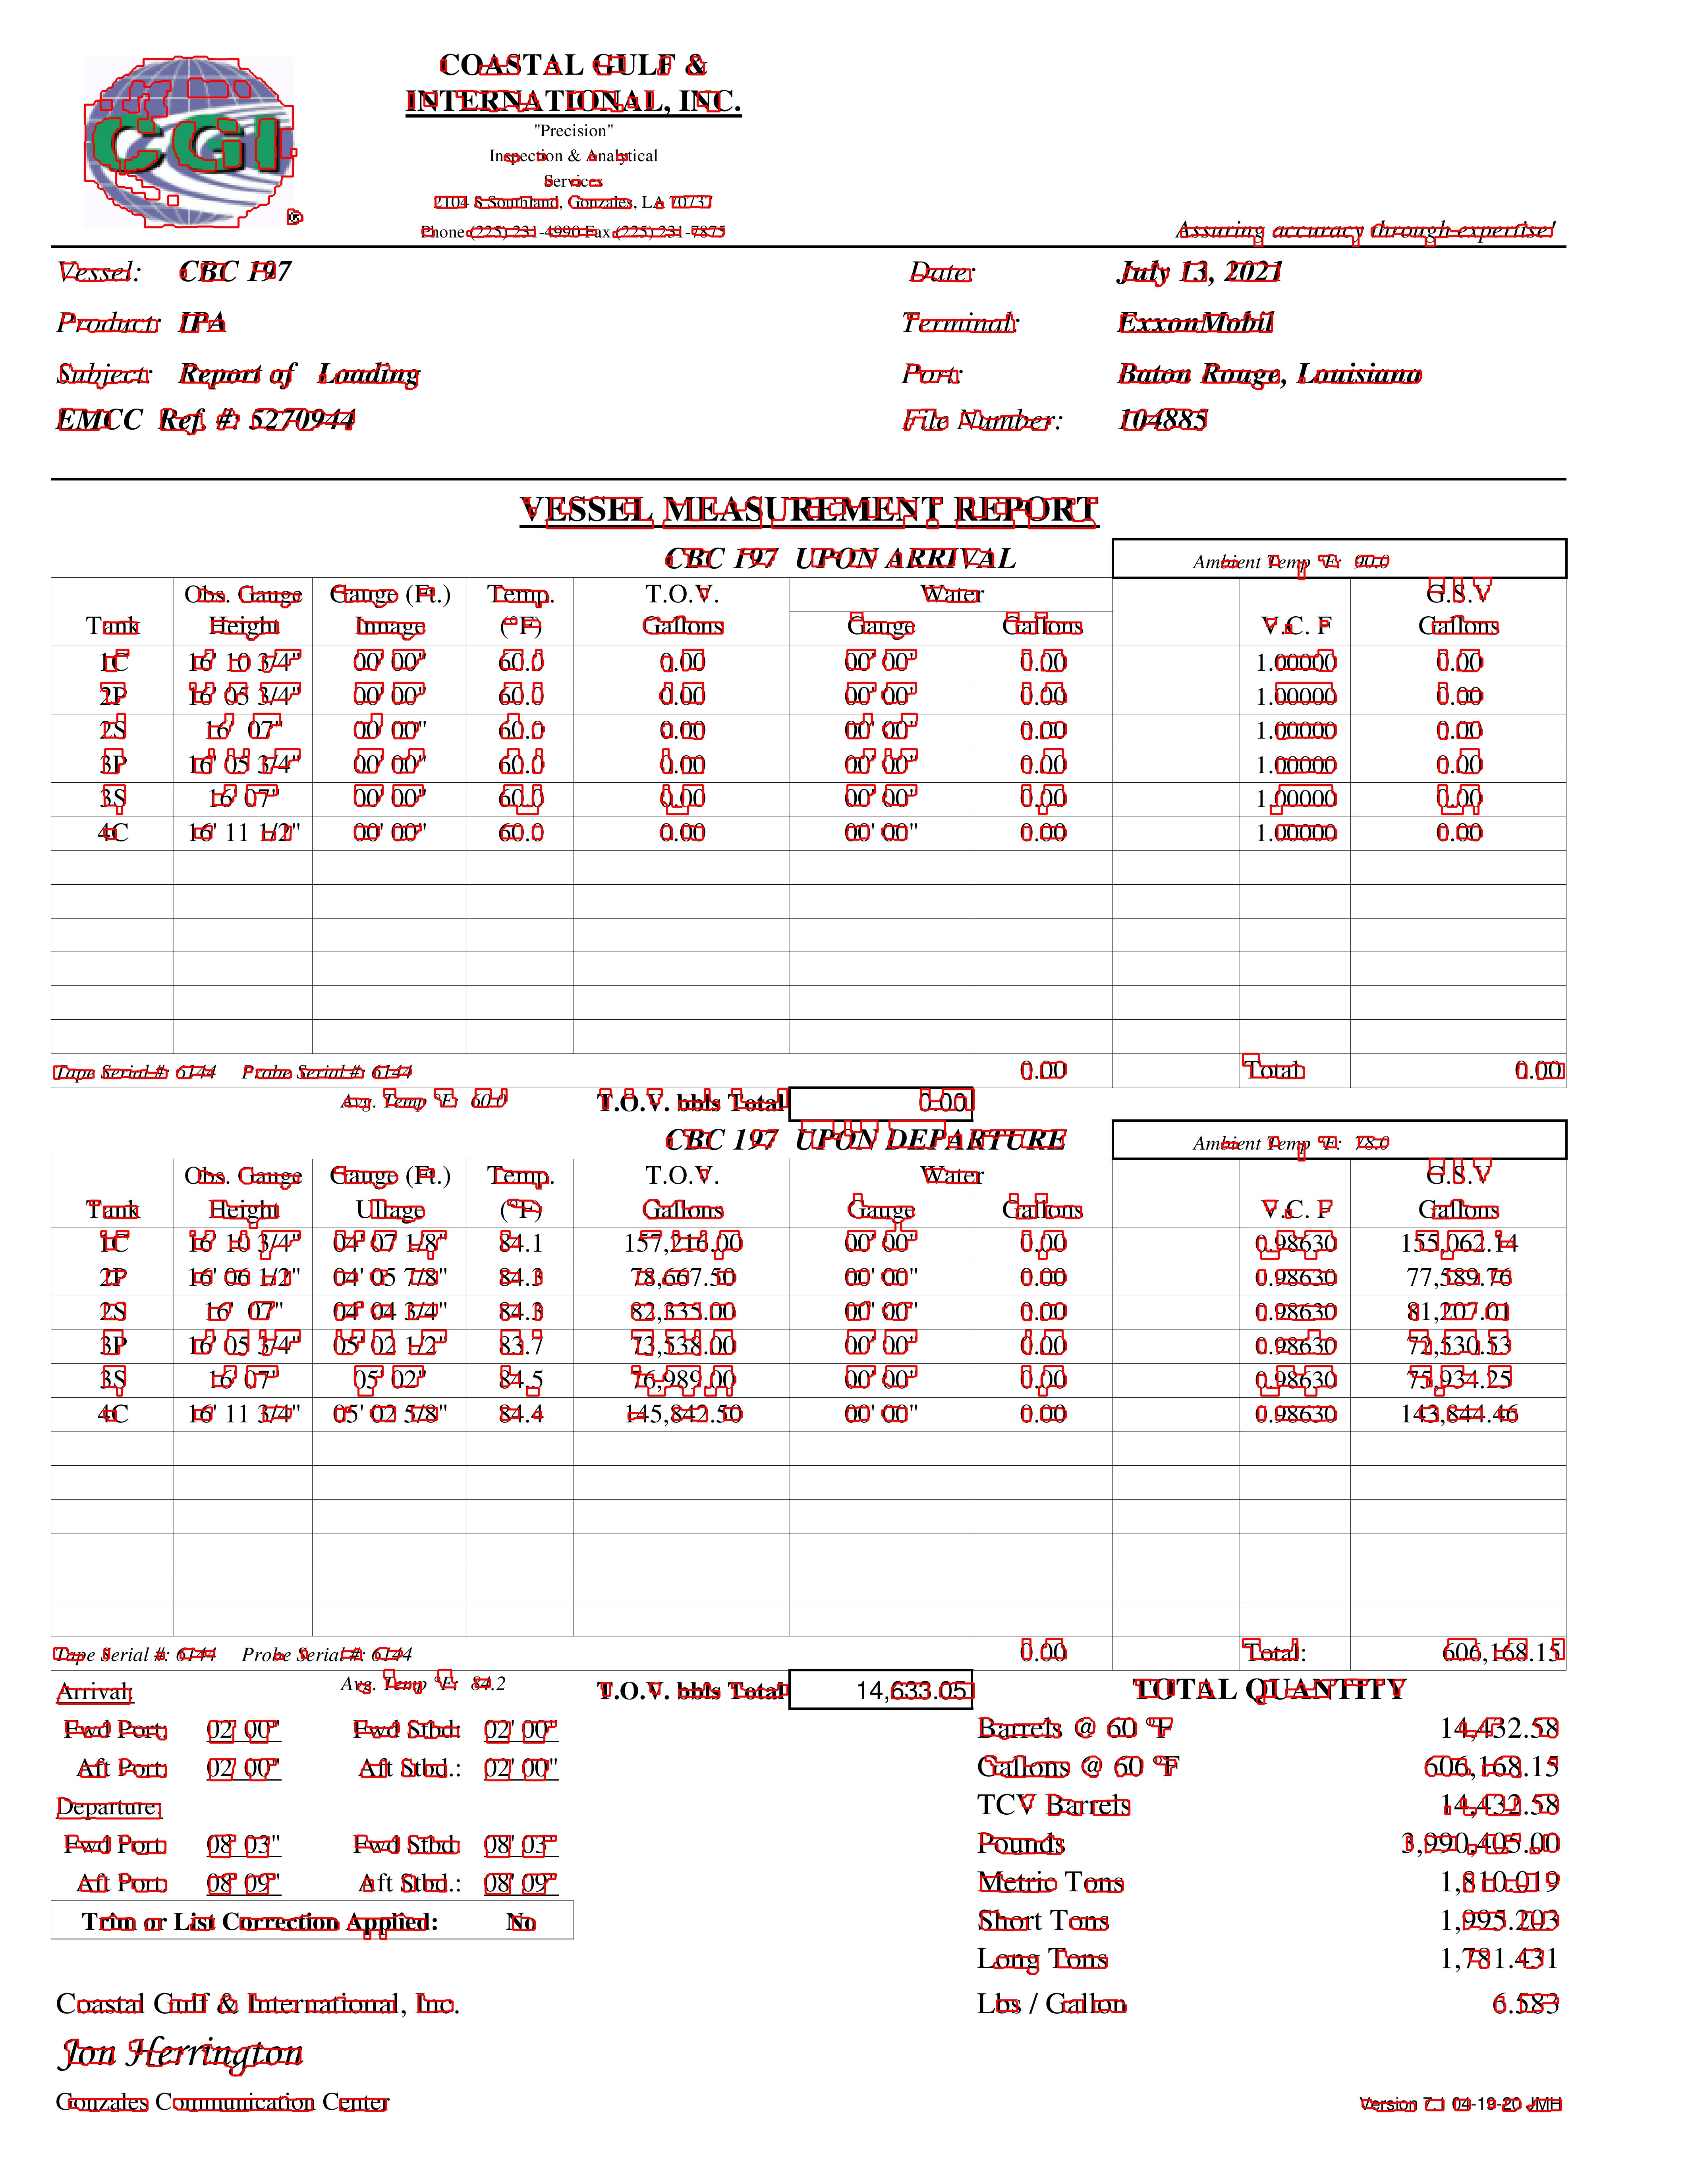 CGI
®
COASTAL GULF &
INTERNATIONAL, INC.
"Precision"
Inspection & Analytical
Services
2104 S Southland, Gonzales, LA 70737
Phone (225) 231-4990 Fax (225) 231-7875
Assuring accuracy through expertise!
Vessel: CBC 197 Date: July 13, 2021
Product: IPA Terminal: ExxonMobil
Subject: Report of Loading Port: Baton Rouge, Louisiana
EMCC Ref. #: 5270944 File Number: 104885
VESSEL MEASUREMENT REPORT
CBC 197 UPON ARRIVAL Ambient Temp °F: 90.0
Obs. Gauge Gauge (Ft.) Temp. T.O.V. Water G.S.V
Tank Height Innage (°F) Gallons Gauge Gallons V.C. F Gallons
1C 16' 10 3/4" 00' 00" 60.0 0.00 00' 00" 0.00 1.00000 0.00
2P 16' 05 3/4" 00' 00" 60.0 0.00 00' 00" 0.00 1.00000 0.00
2S 16' 07" 00' 00" 60.0 0.00 00' 00" 0.00 1.00000 0.00
3P 16' 05 3/4" 00' 00" 60.0 0.00 00' 00" 0.00 1.00000 0.00
3S 16' 07" 00' 00" 60.0 0.00 00' 00" 0.00 1.00000 0.00
4C 16' 11 1/2" 00' 00" 60.0 0.00 00' 00" 0.00 1.00000 0.00
Tape Serial #: 6144 Probe Serial #: 6144 0.00 Total: 0.00
Avg. Temp °F: 60.0 T.O.V. bbls Total 0.00
CBC 197 UPON DEPARTURE Ambient Temp °F: 78.0
Obs. Gauge Gauge (Ft.) Temp. T.O.V. Water G.S.V
Tank Height Ullage (°F) Gallons Gauge Gallons V.C. F Gallons
1C 16' 10 3/4" 04' 07 1/8" 84.1 157,216.00 00' 00" 0.00 0.98630 155,062.14
2P 16' 06 1/2" 04' 05 7/8" 84.3 78,667.50 00' 00" 0.00 0.98630 77,589.76
2S 16' 07" 04' 04 3/4" 84.3 82,335.00 00' 00" 0.00 0.98630 81,207.01
3P 16' 05 3/4" 05' 02 1/2" 83.7 73,538.00 00' 00" 0.00 0.98630 72,530.53
3S 16' 07" 05' 02" 84.5 76,989.00 00' 00" 0.00 0.98630 75,934.25
4C 16' 11 3/4" 05' 02 5/8" 84.4 145,842.50 00' 00" 0.00 0.98630 143,844.46
Tape Serial #: 6144 Probe Serial #: 6144 0.00 Total: 606,168.15
Avg. Temp °F: 84.2 T.O.V. bbls Total 14,633.05 TOTAL QUANTITY
Arrival:
Fwd Port: 02' 00" Fwd Stbd: 02' 00" Barrels @ 60 °F 14,432.58
Aft Port: 02' 00" Aft Stbd.: 02' 00" Gallons @ 60 °F 606,168.15
Departure: TCV Barrels 14,432.58
Fwd Port: 08' 03" Fwd Stbd: 08' 03" Pounds 3,990,405.00
Aft Port: 08' 09" Aft Stbd.: 08' 09" Metric Tons 1,810.019
Trim or List Correction Applied: No Short Tons 1,995.203
Long Tons 1,781.431
Coastal Gulf & International, Inc. Lbs / Gallon 6.583
Jon Herrington
Gonzales Communication Center Version 7.1 04-19-20 JMH